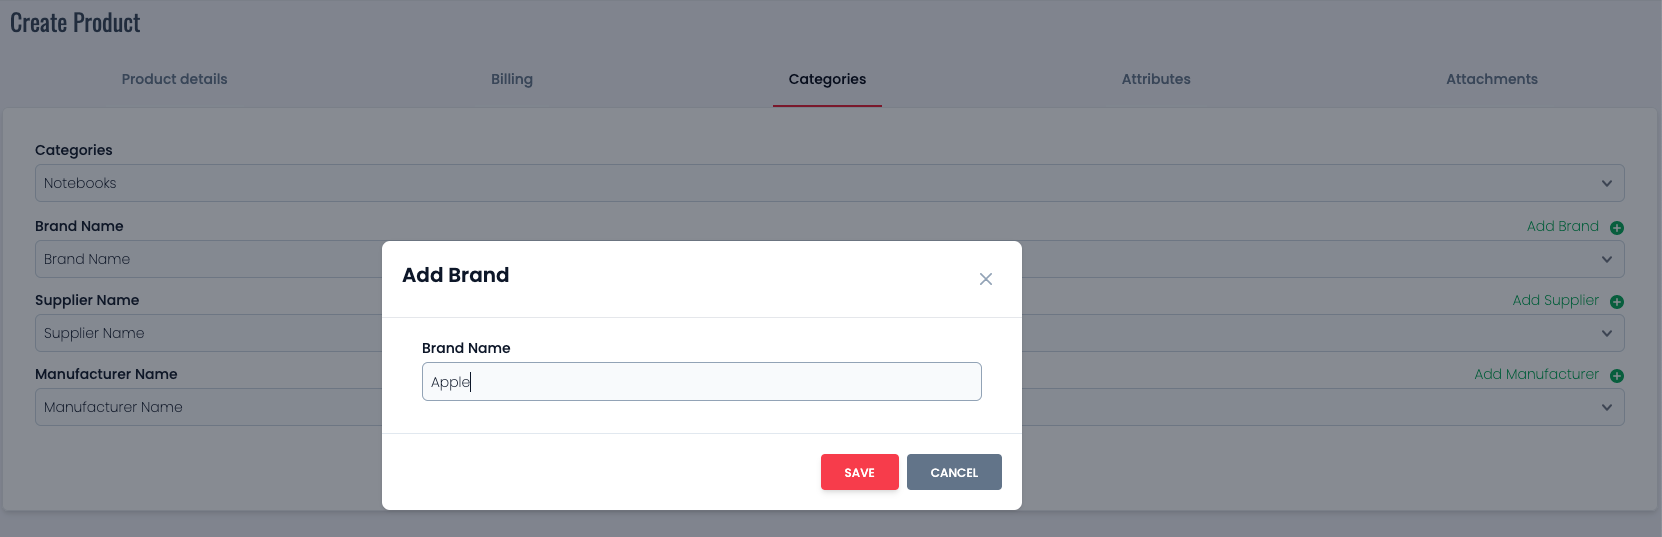 Create Product
Product details Billing Categories Attributes Attachments
Categories
Notebooks
Brand Name Add Brand
Brand Name
Supplier Name Add Supplier
Supplier Name
Manufacturer Name Add Manufacturer
Manufacturer Name
Add Brand
Brand Name
Apple
SAVE CANCEL